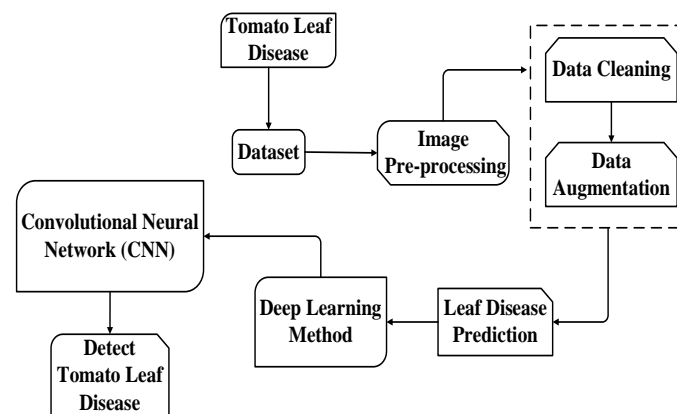 Tomato Leaf
Disease
Dataset
Image
Pre-processing
Data Cleaning
Data
Augmentation
Leaf Disease
Prediction
Deep Learning
Method
Convolutional Neural
Network (CNN)
Detect
Tomato Leaf
Disease